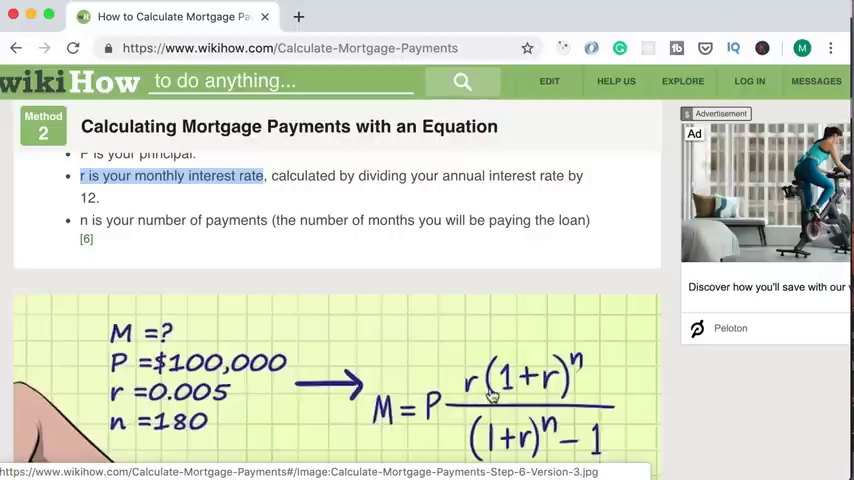 How to Calculate Mortgage Pa
https://www.wikihow.com/Calculate-Mortgage-Payments
wikiHow to do anything...
EDIT
HELP US
EXPLORE
LOG IN
MESSAGES
Method
2
Calculating Mortgage Payments with an Equation
P is your principal.
r is your monthly interest rate, calculated by dividing your annual interest rate by
12.
n is your number of payments (the number of months you will be paying the loan)
[6]
Advertisement
Ad
Discover how you'll save with our
Peloton
M =?
P =$100,000
r =0.005
n =180
M = P r(1+r)^n
(1+r)^n - 1
https://www.wikihow.com/Calculate-Mortgage-Payments#/Image:Calculate-Mortgage-Payments-Step-6-Version-3.jpg